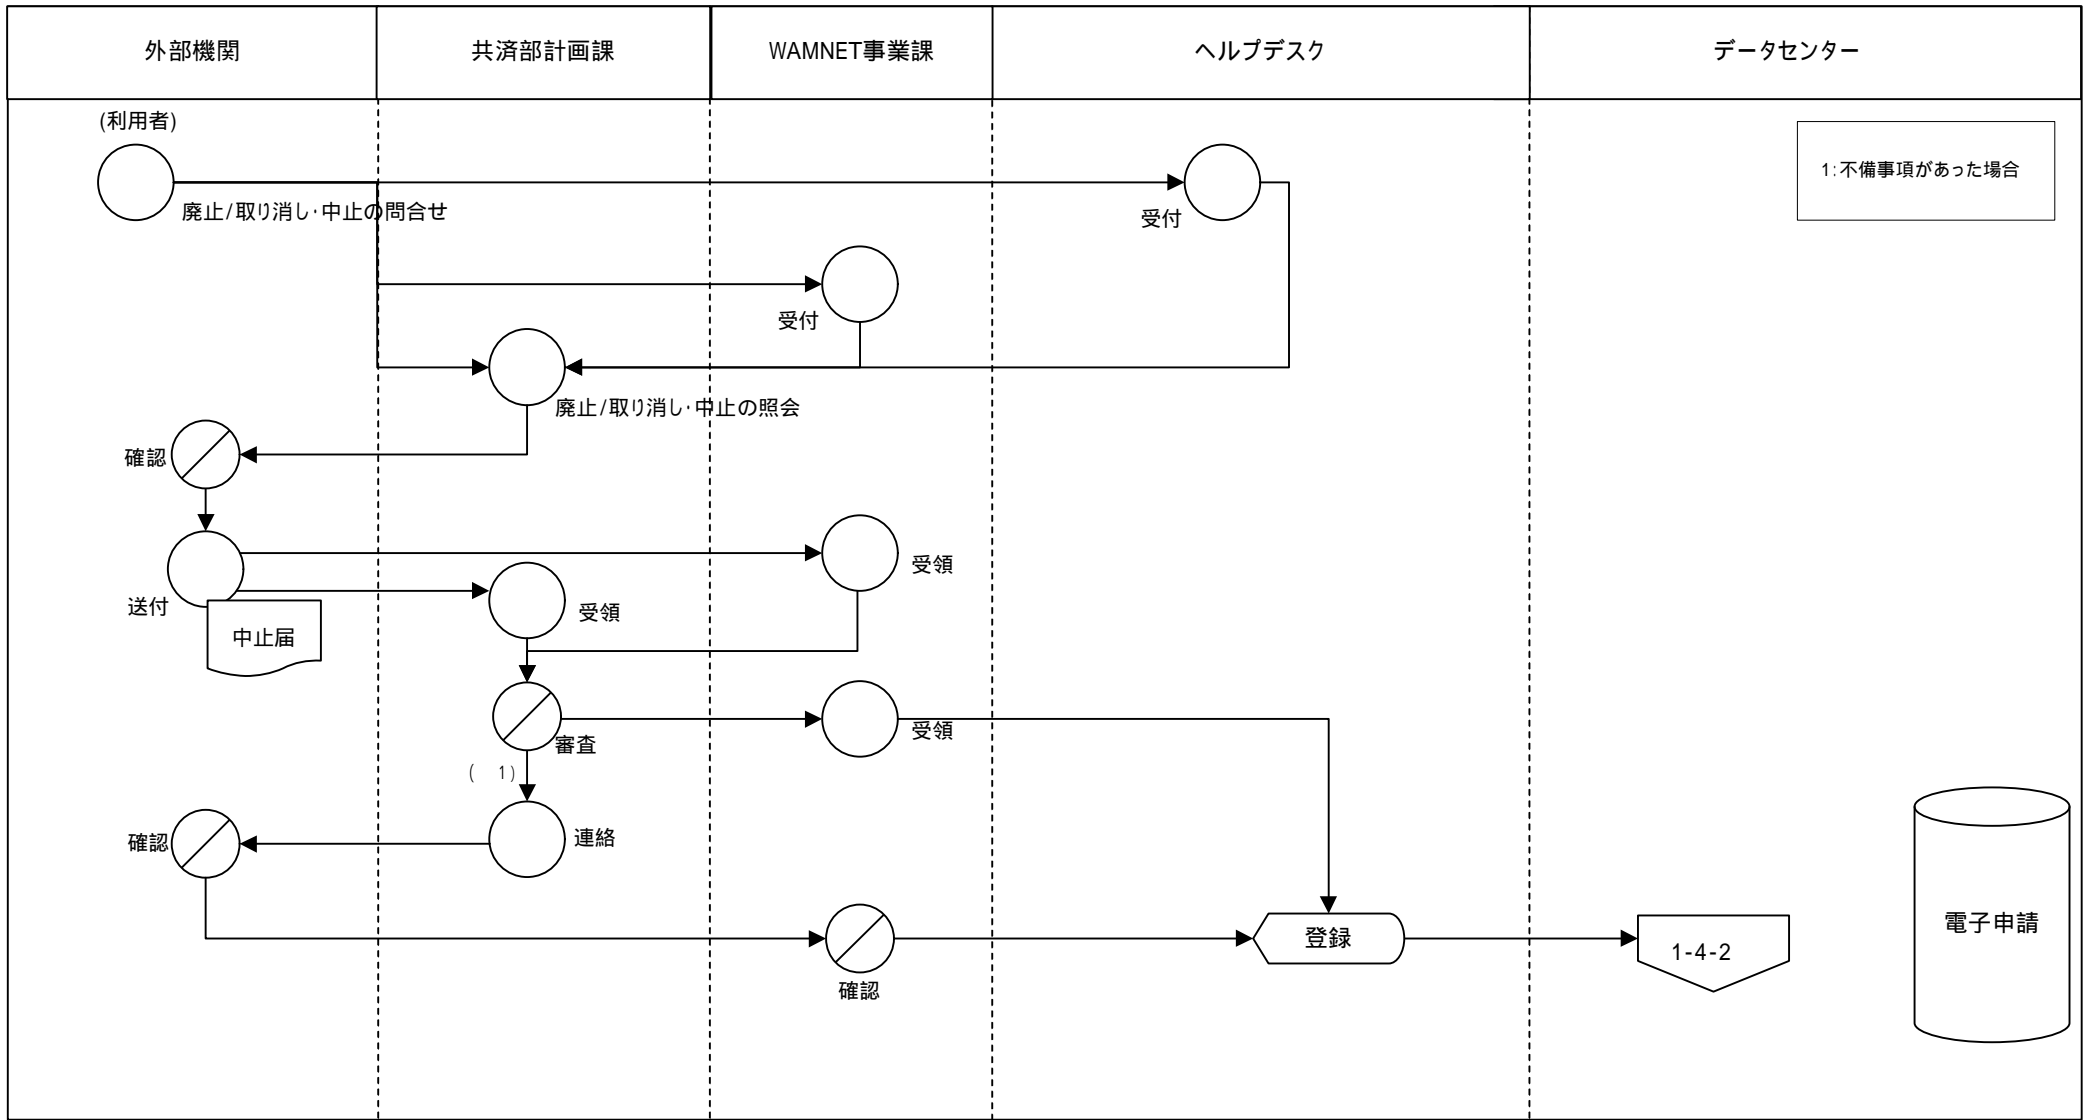 外部機関
共済部計画課
WAMNET事業課
ヘルプデスク
データセンター
(利用者)
1:不備事項があった場合
廃止/取り消し・中止の問合せ
受付
受付
廃止/取り消し・中止の照会
確認
受領
送付
受領
中止届
受領
審査
( 1)
連絡
確認
電子申請
登録
1-4-2
確認